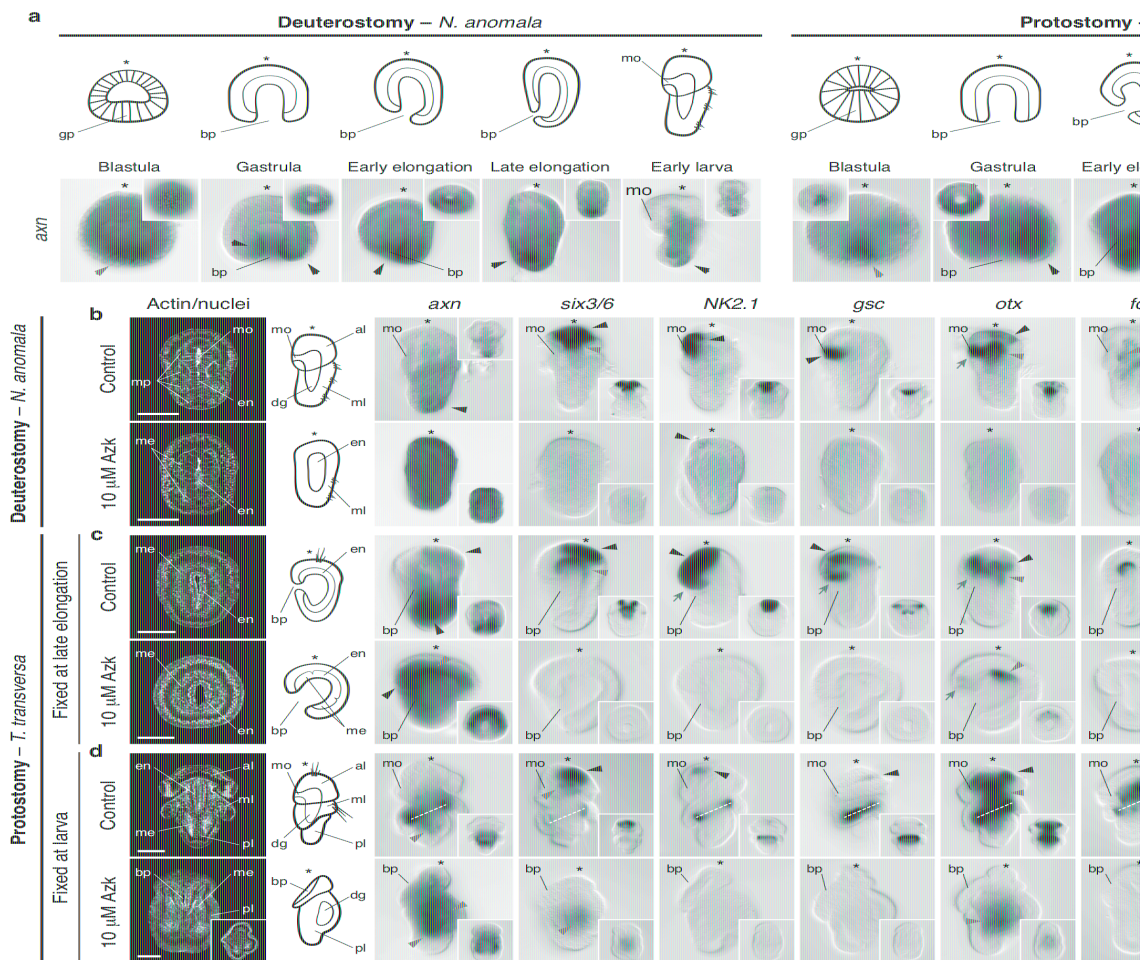 a
Deuterostomy – N. anomala
Protostomy –
* * * * * * * *
mo
gp bp bp bp gp bp bp
Blastula Gastrula Early elongation Late elongation Early larva Blastula Gastrula Early el
axn
* * * * mo * * * *
bp bp bp
Actin/nuclei axn six3/6 NK2.1 gsc otx fo
Deuterostomy – N. anomala
b
Control
mo mp en
mo * al dg ml
mo * mo * mo * mo * mo * mo
10 µM Azk
me en
* en ml
* * * * *
Protostomy – T. transversa
Fixed at late elongation
c
Control
me en
* en bp
* bp * bp * * bp * bp * bp
10 µM Azk
me en
* en bp me
* bp * bp * bp * bp * bp * bp
Fixed at larva
d
Control
en al ml me pl
mo * al ml dg pl
mo * mo * mo * mo * mo * mo
10 µM Azk
bp me pl
bp * dg pl
bp * bp * bp * bp * bp * bp